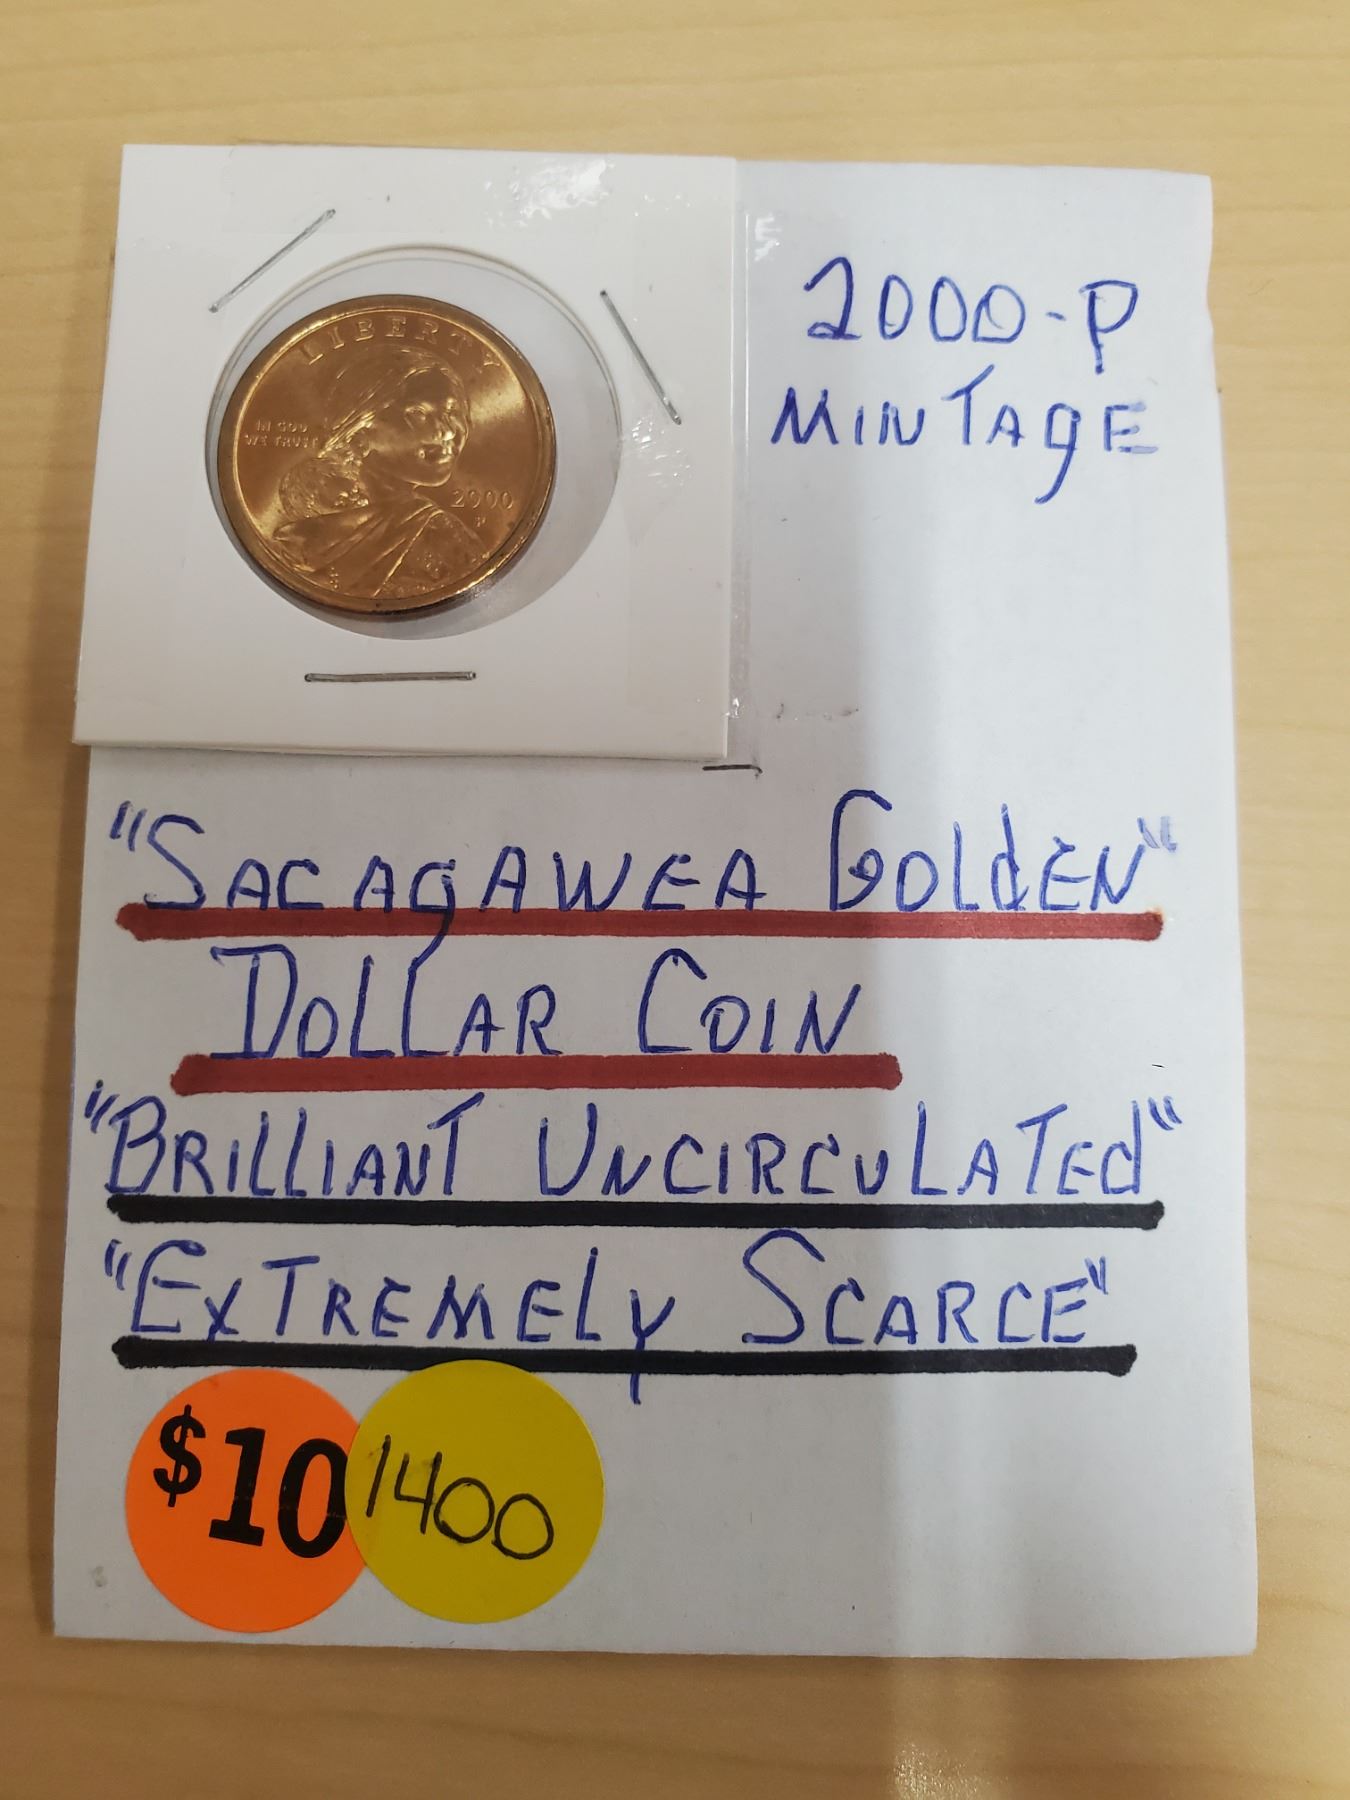 LIBERTY
IN GOD
WE TRUST
2000
P
2000-P
MINTAGE
"SACAGAWEA GOLDEN"
DOLLAR COIN
"BRILLIANT UNCIRCULATED"
"EXTREMELY SCARCE"
$10
1400